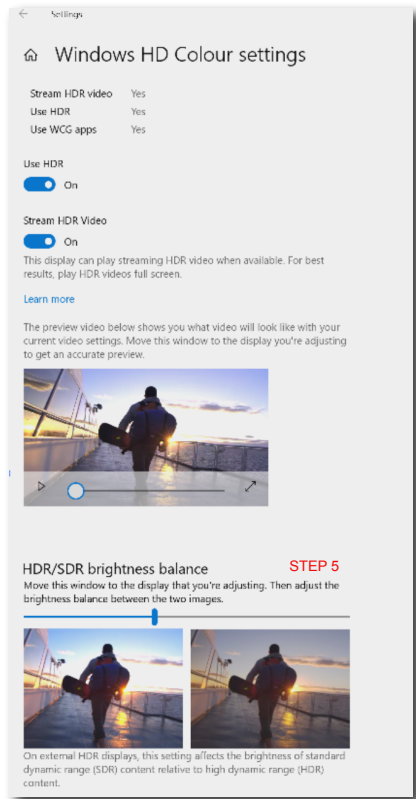 Settings
Windows HD Colour settings
Stream HDR video Yes
Use HDR Yes
Use WCG apps Yes
Use HDR
On
Stream HDR Video
On
This display can play streaming HDR video when available. For best
results, play HDR videos full screen.
Learn more
The preview video below shows you what video will look like with your
current video settings. Move this window to the display you're adjusting
to get an accurate preview.
HDR/SDR brightness balance STEP 5
Move this window to the display that you're adjusting. Then adjust the
brightness balance between the two images.
On external HDR displays, this setting affects the brightness of standard
dynamic range (SDR) content relative to high dynamic range (HDR)
content.